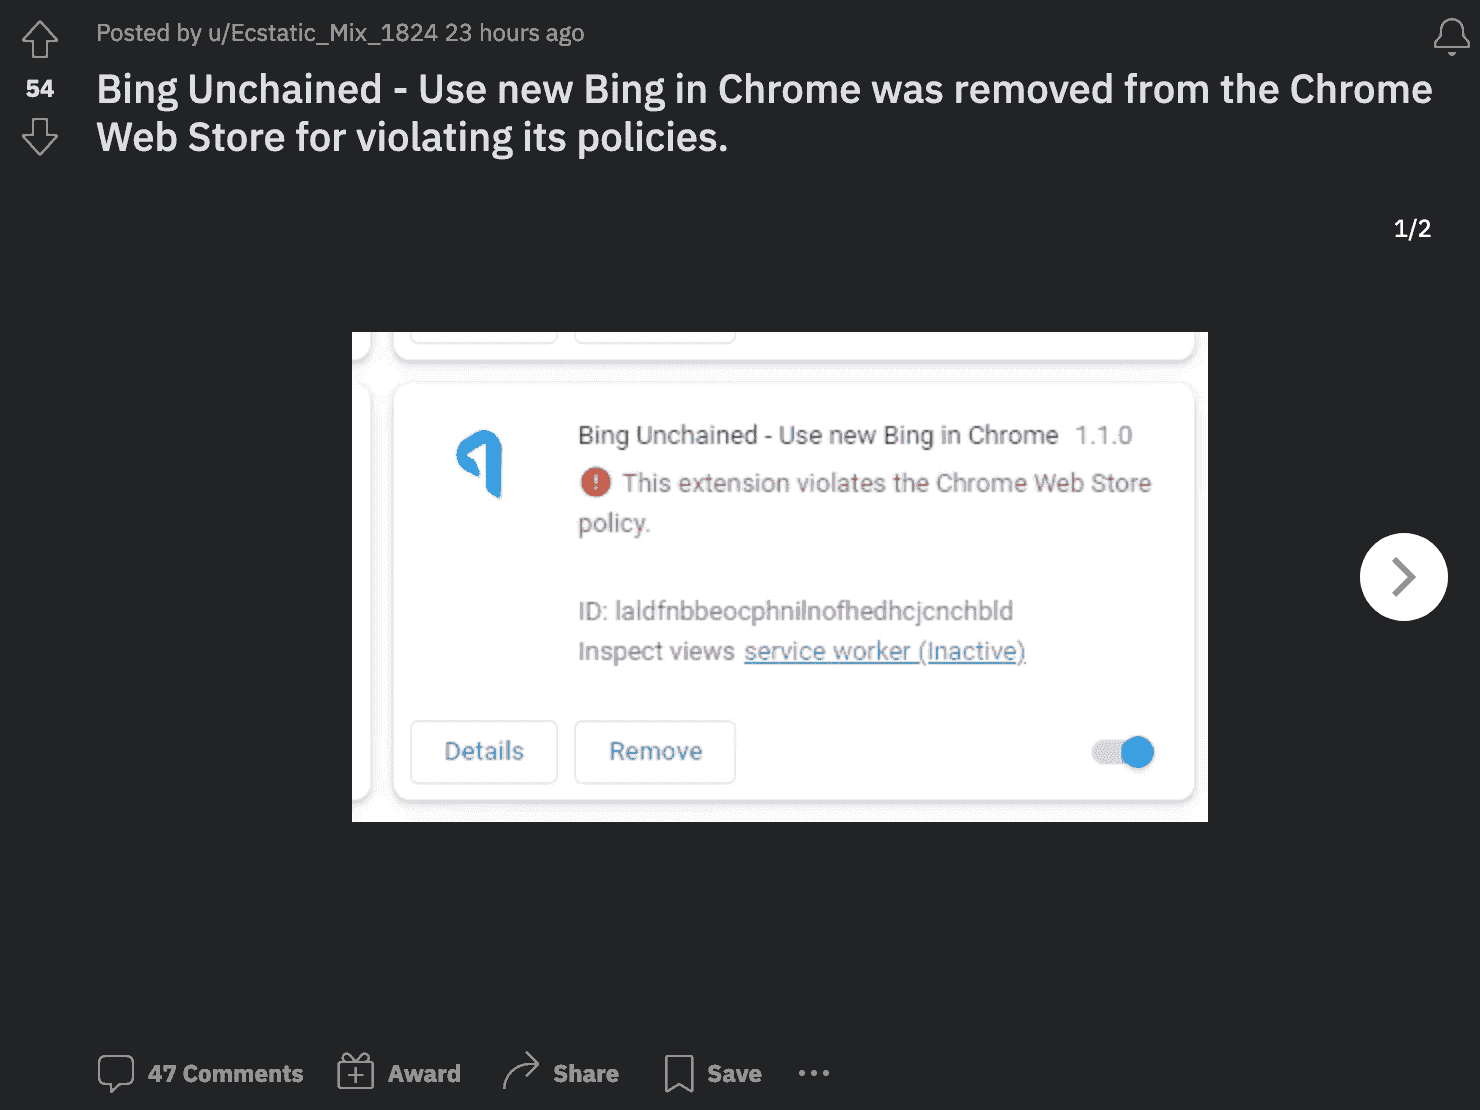 Posted by u/Ecstatic_Mix_1824 23 hours ago
54
Bing Unchained - Use new Bing in Chrome was removed from the Chrome
Web Store for violating its policies.
1/2
Bing Unchained - Use new Bing in Chrome 1.1.0
This extension violates the Chrome Web Store
policy.
ID: laldfnbbeocphnilnofhedhcjcnchbld
Inspect views service worker (Inactive)
Details Remove
47 Comments Award Share Save